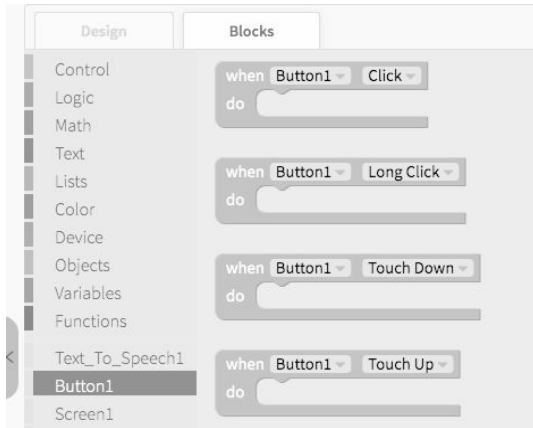 Design
Blocks
Control
Logic
Math
Text
Lists
Color
Device
Objects
Variables
Functions
Text_To_Speech1
Button1
Screen1
when Button1 Click
do
when Button1 Long Click
do
when Button1 Touch Down
do
when Button1 Touch Up
do